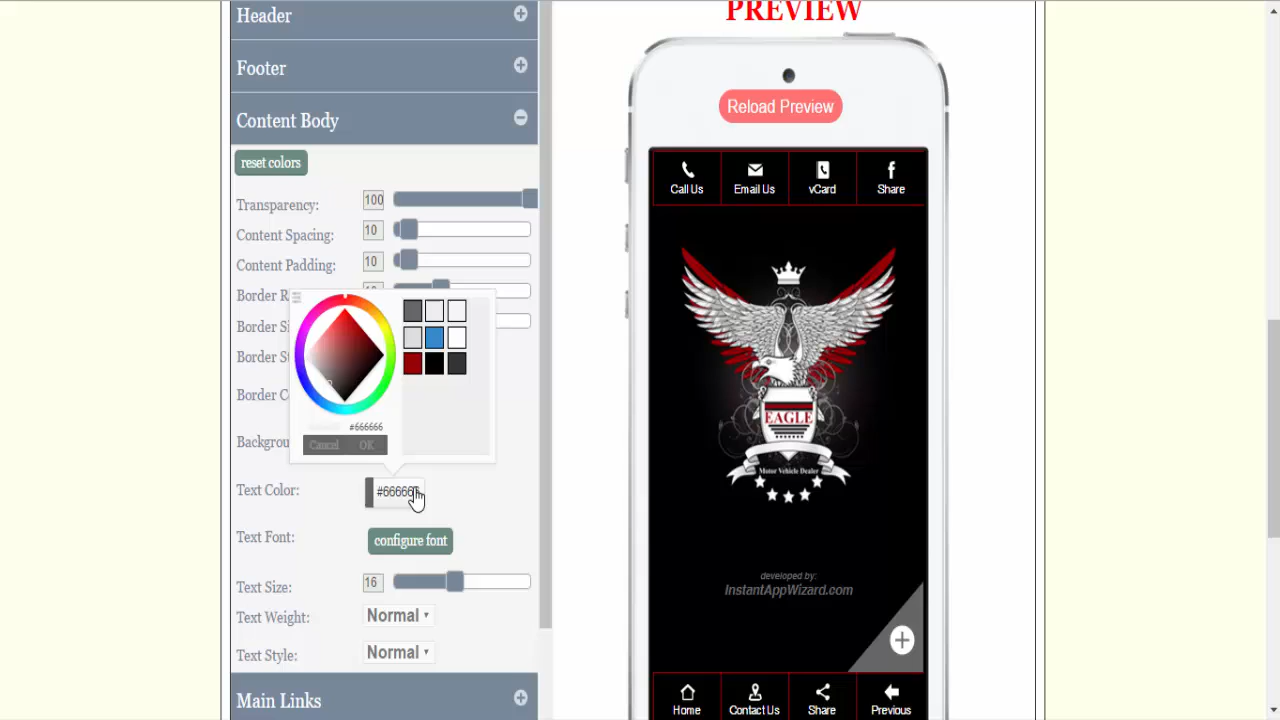 Header
Footer
Content Body
reset colors
Transparency: 100
Content Spacing: 10
Content Padding: 10
Border R
Border Si
Border St
Border C
Backgrou
#666666
Cancel OK
Text Color: #666666
Text Font: configure font
Text Size: 16
Text Weight: Normal
Text Style: Normal
Main Links
PREVIEW
Reload Preview
Call Us Email Us vCard Share
EAGLE
Motor Vehicle Dealer
developed by:
InstantAppWizard.com
Home Contact Us Share Previous